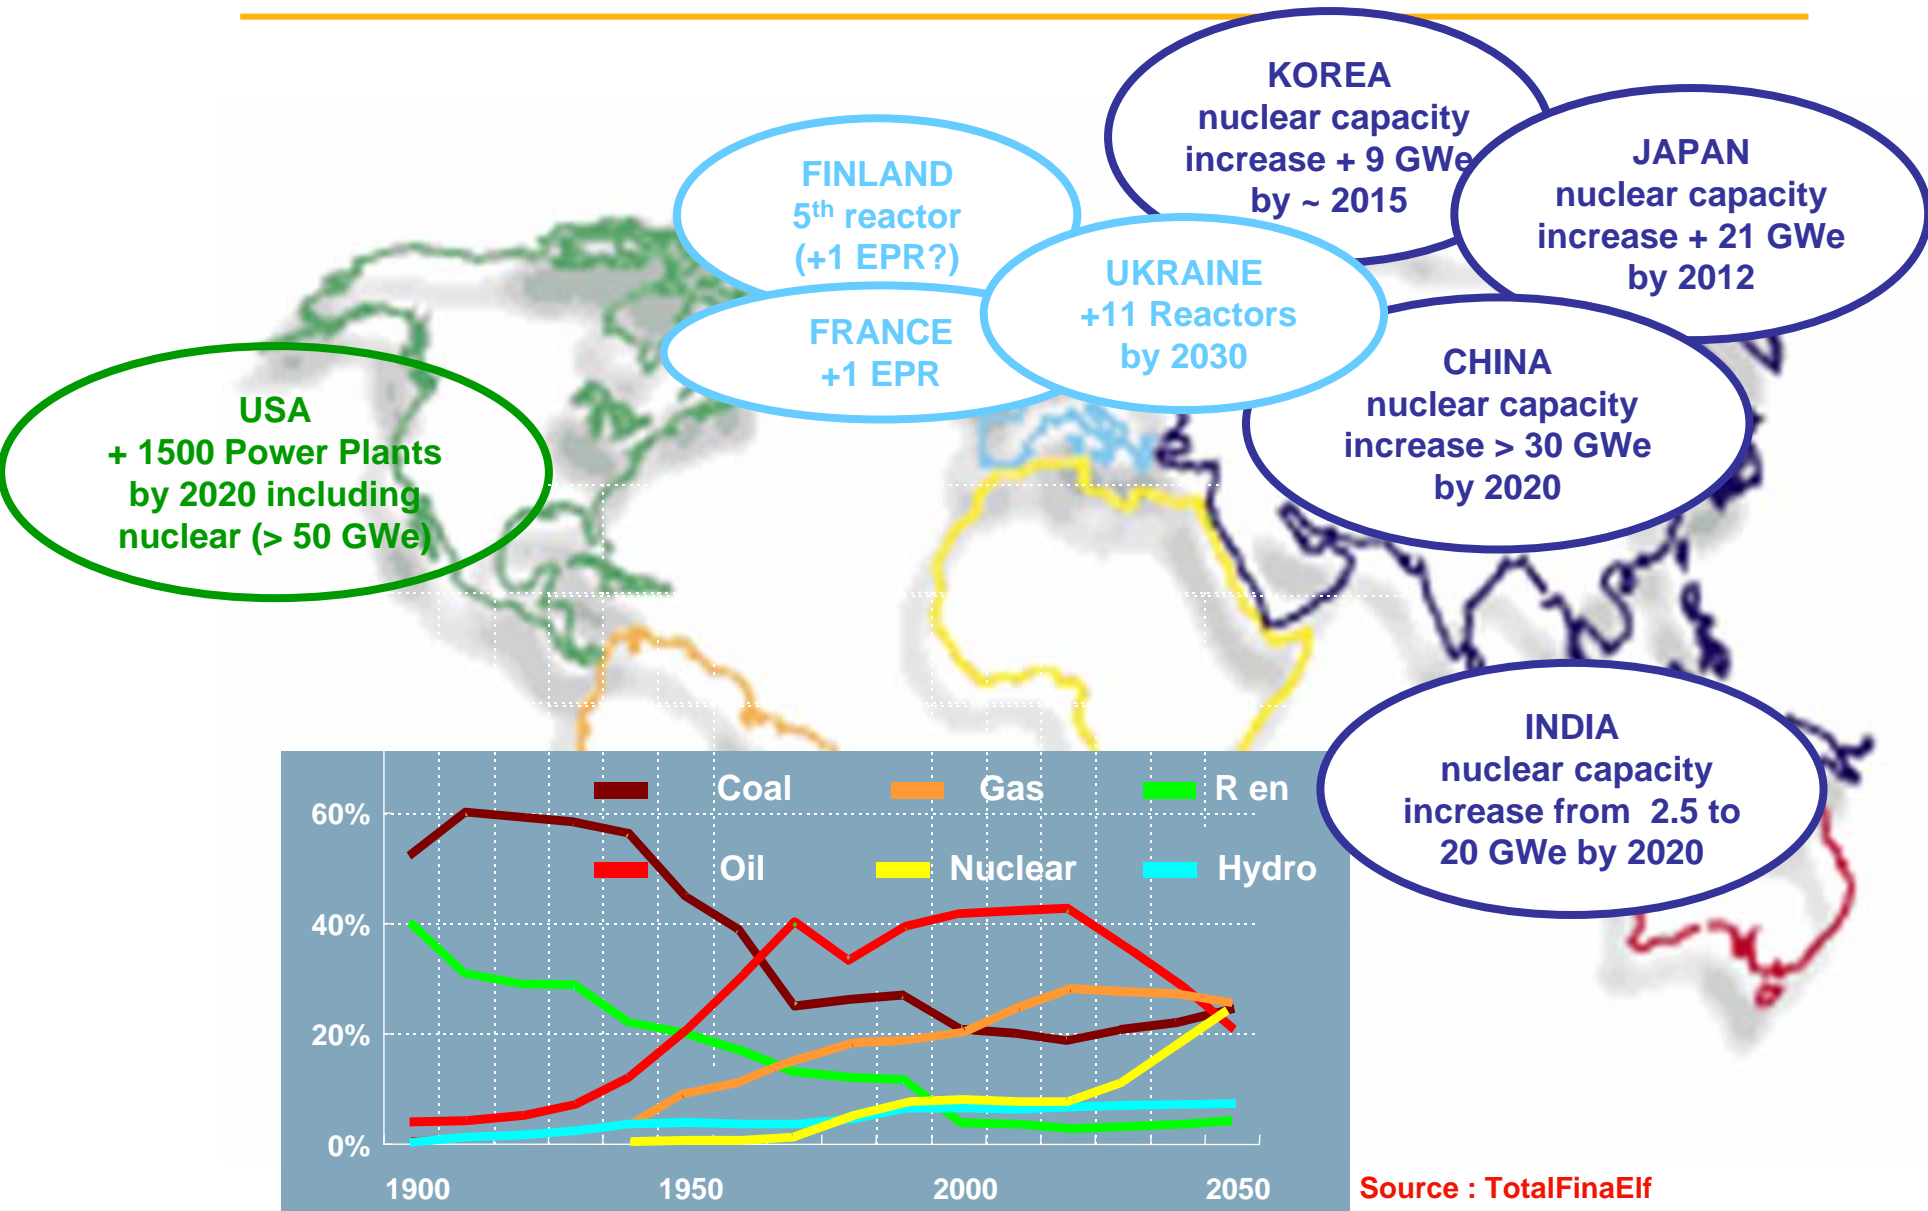 KOREA
nuclear capacity
increase + 9 GWe
by ~ 2015
JAPAN
nuclear capacity
increase + 21 GWe
by 2012
FINLAND
5th reactor
(+1 EPR?)
UKRAINE
+11 Reactors
by 2030
FRANCE
+1 EPR
CHINA
nuclear capacity
increase > 30 GWe
by 2020
USA
+ 1500 Power Plants
by 2020 including
nuclear (> 50 GWe)
INDIA
nuclear capacity
increase from 2.5 to
20 GWe by 2020
Coal Gas R en
Oil Nuclear Hydro
60%
40%
20%
0%
1900 1950 2000 2050
Source : TotalFinaElf